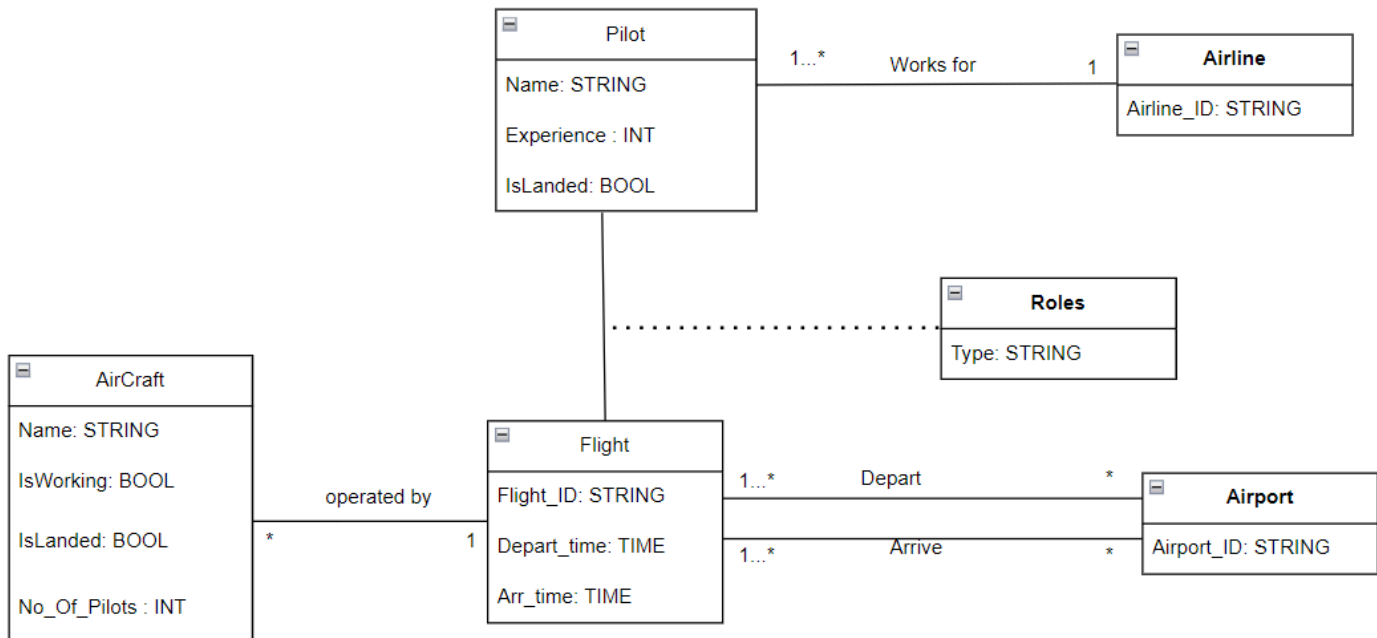 Pilot
Name: STRING
Experience : INT
IsLanded: BOOL
1...*
Works for
1
Airline
Airline_ID: STRING
Roles
Type: STRING
AirCraft
Name: STRING
IsWorking: BOOL
IsLanded: BOOL
No_Of_Pilots : INT
operated by
*
1
Flight
Flight_ID: STRING
Depart_time: TIME
Arr_time: TIME
1...*
Depart
*
1...*
Arrive
*
Airport
Airport_ID: STRING